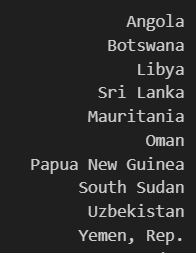 Angola
Botswana
Libya
Sri Lanka
Mauritania
Oman
Papua New Guinea
South Sudan
Uzbekistan
Yemen, Rep.